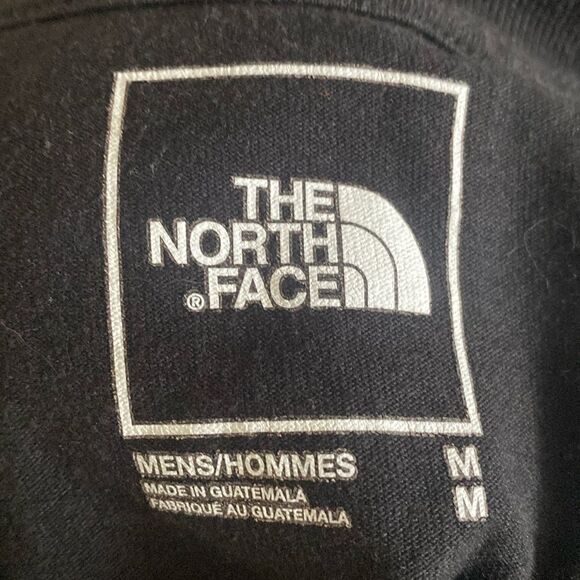 THE
NORTH
®FACE
MENS/HOMMES M
MADE IN GUATEMALA M
FABRIQUÉ AU GUATEMALA